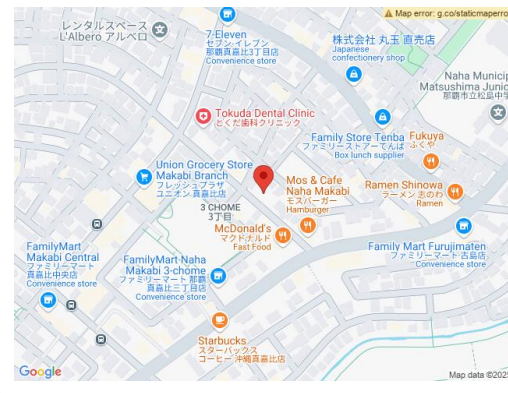 Map error: g.co/staticmaperro
レンタルスペース
L'Albero アルベロ
7-Eleven
セブン-イレブン
那覇真嘉比3丁目店
Convenience store
株式会社 丸玉 直売店
Japanese
confectionery shop
Naha Municip
Matsushima Junio
那覇市立松島中学
Tokuda Dental Clinic
とくだ歯科クリニック
Family Store Tenba
ファミリーストアーてんば
Box lunch supplier
Fukuya
ふくや
Union Grocery Store
Makabi Branch
フレッシュプラザ
ユニオン 真嘉比店
Mos & Cafe
Naha Makabi
モスバーガー
Hamburger
Ramen Shinowa
ラーメン 志のわ
Ramen
3 CHOME
3丁目
McDonald's
マクドナルド
Fast Food
FamilyMart
Makabi Central
ファミリーマート
真嘉比中央店
Convenience store
FamilyMart Naha
Makabi 3-chome
ファミリーマート 那覇
真嘉比三丁目店
Convenience store
Family Mart Furujimaten
ファミリーマート 古島店
Convenience store
Starbucks
スターバックス
コーヒー 沖縄真嘉比店
Google
Map data ©202